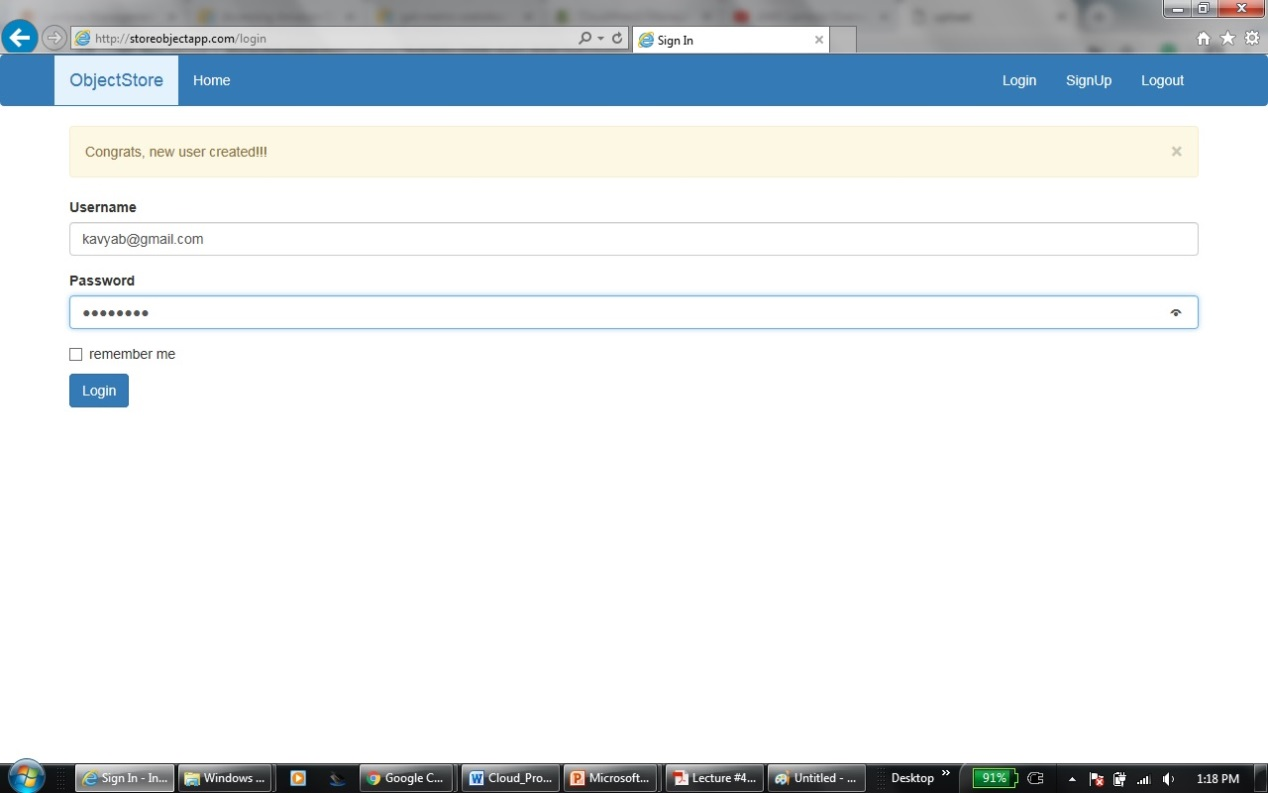 http://storeobjectapp.com/login
Sign In
ObjectStore
Home
Login
SignUp
Logout
Congrats, new user created!!!
×
Username
kavyab@gmail.com
Password
••••••••
remember me
Login
Sign In - In...
Windows ...
Google C...
Cloud_Pro...
Microsoft...
Lecture #4...
Untitled - ...
Desktop
91%
1:18 PM